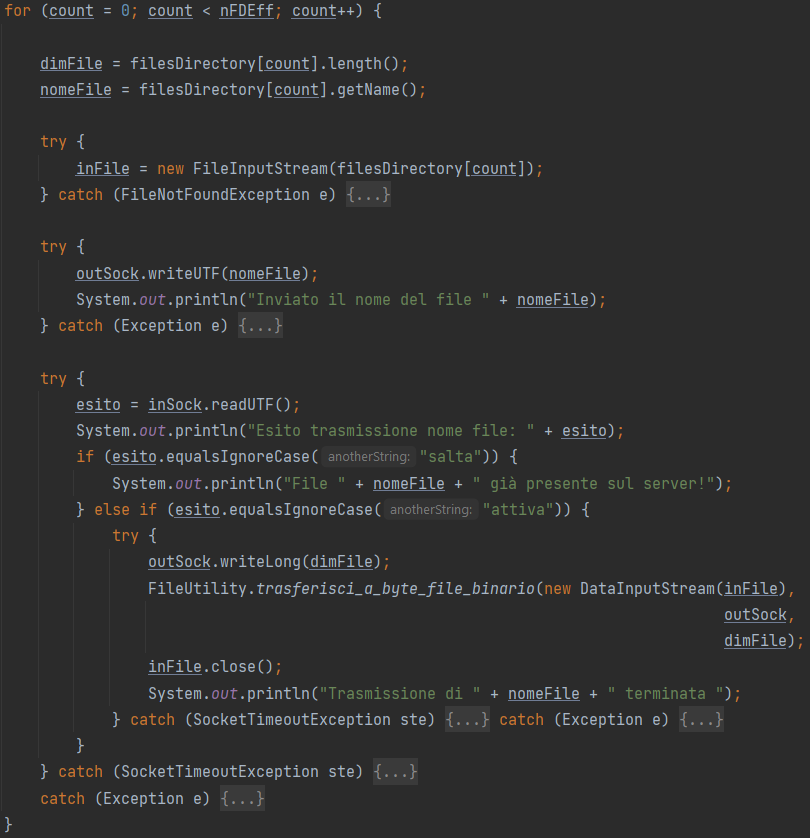 for (count = 0; count < nFDEff; count++) {
dimFile = filesDirectory[count].length();
nomeFile = filesDirectory[count].getName();
try {
inFile = new FileInputStream(filesDirectory[count]);
} catch (FileNotFoundException e) {...}
try {
outSock.writeUTF(nomeFile);
System.out.println("Inviato il nome del file " + nomeFile);
} catch (Exception e) {...}
try {
esito = inSock.readUTF();
System.out.println("Esito trasmissione nome file: " + esito);
if (esito.equalsIgnoreCase( anotherString: "salta")) {
System.out.println("File " + nomeFile + " già presente sul server!");
} else if (esito.equalsIgnoreCase( anotherString: "attiva")) {
try {
outSock.writeLong(dimFile);
FileUtility.trasferisci_a_byte_file_binario(new DataInputStream(inFile),
outSock,
dimFile);
inFile.close();
System.out.println("Trasmissione di " + nomeFile + " terminata ");
} catch (SocketTimeoutException ste) {...} catch (Exception e) {...}
}
} catch (SocketTimeoutException ste) {...}
catch (Exception e) {...}
}